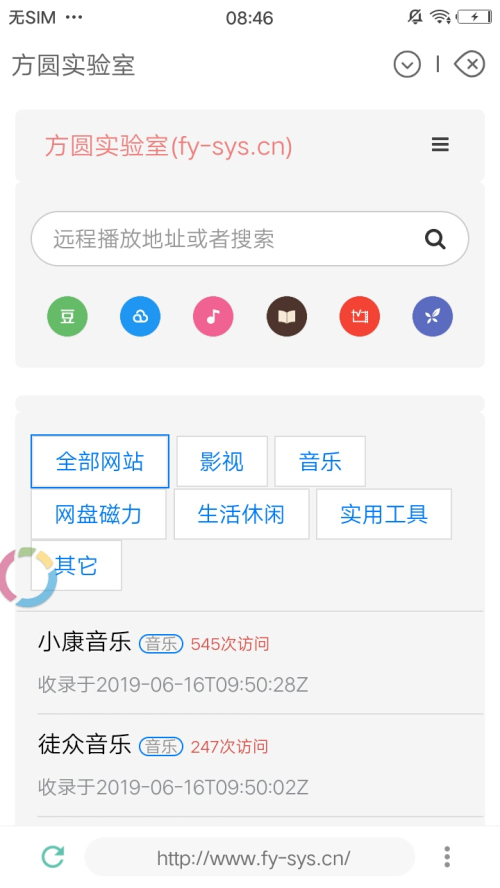 无SIM ••• 08:46
方圆实验室
方圆实验室(fy-sys.cn)
远程播放地址或者搜索
豆
全部网站 影视 音乐
网盘磁力 生活休闲 实用工具
其它
小康音乐 音乐 545次访问
收录于2019-06-16T09:50:28Z
徒众音乐 音乐 247次访问
收录于2019-06-16T09:50:02Z
http://www.fy-sys.cn/